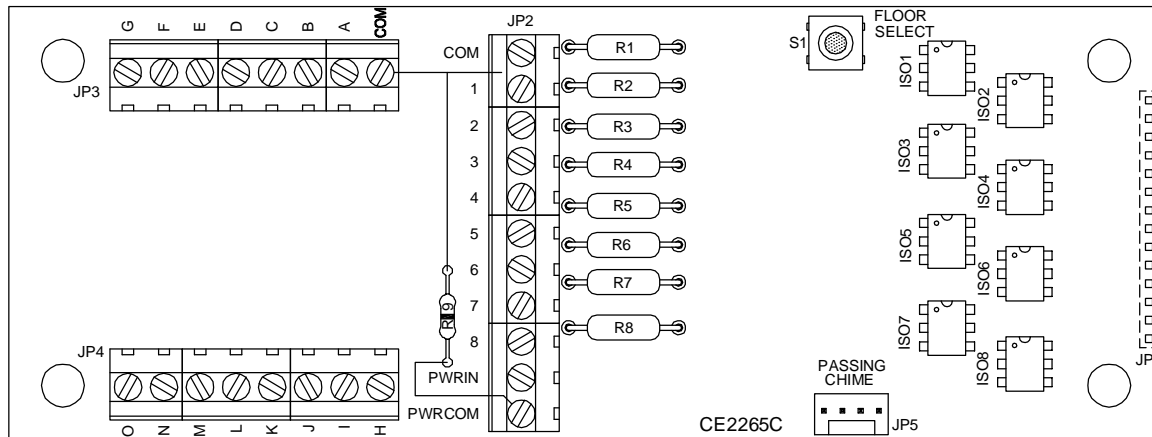 G F E D C B A COM
JP3
JP2
COM
1
2
3
4
5
6
7
8
PWRIN
PWRCOM
R1
R2
R3
R4
R5
R6
R7
R8
JP4
O N M L K J I H
S1
FLOOR
SELECT
ISO1
ISO2
ISO3
ISO4
ISO5
ISO6
ISO7
ISO8
PASSING
CHIME
JP5
CE2265C